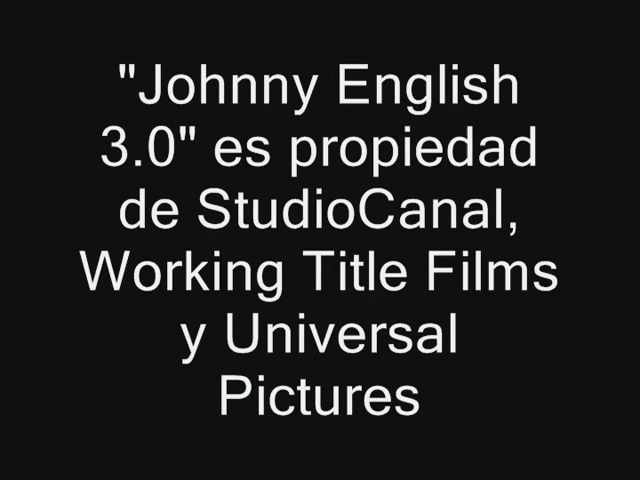 "Johnny English
3.0" es propiedad
de StudioCanal,
Working Title Films
y Universal
Pictures